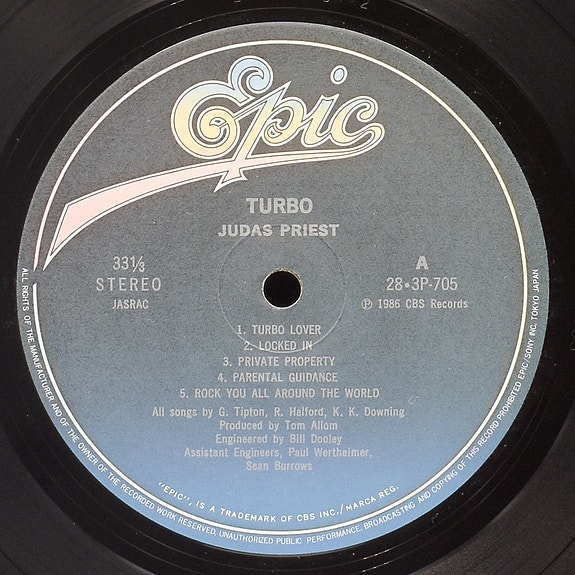 Epic
TURBO
JUDAS PRIEST
33⅓
STEREO
JASRAC
A
28•3P-705
Ⓟ 1986 CBS Records
1. TURBO LOVER
2. LOCKED IN
3. PRIVATE PROPERTY
4. PARENTAL GUIDANCE
5. ROCK YOU ALL AROUND THE WORLD
All songs by G. Tipton, R. Halford, K. K. Downing
Produced by Tom Allom
Engineered by Bill Dooley
Assistant Engineers, Paul Wertheimer,
Sean Burrows
"EPIC", IS A TRADEMARK OF CBS INC./MARCA REG.
ALL RIGHTS OF THE MANUFACTURER AND OF THE OWNER OF THE RECORDED WORK RESERVED. UNAUTHORIZED PUBLIC PERFORMANCE, BROADCASTING AND COPYING OF THIS RECORD PROHIBITED EPIC/SONY INC. TOKYO JAPAN